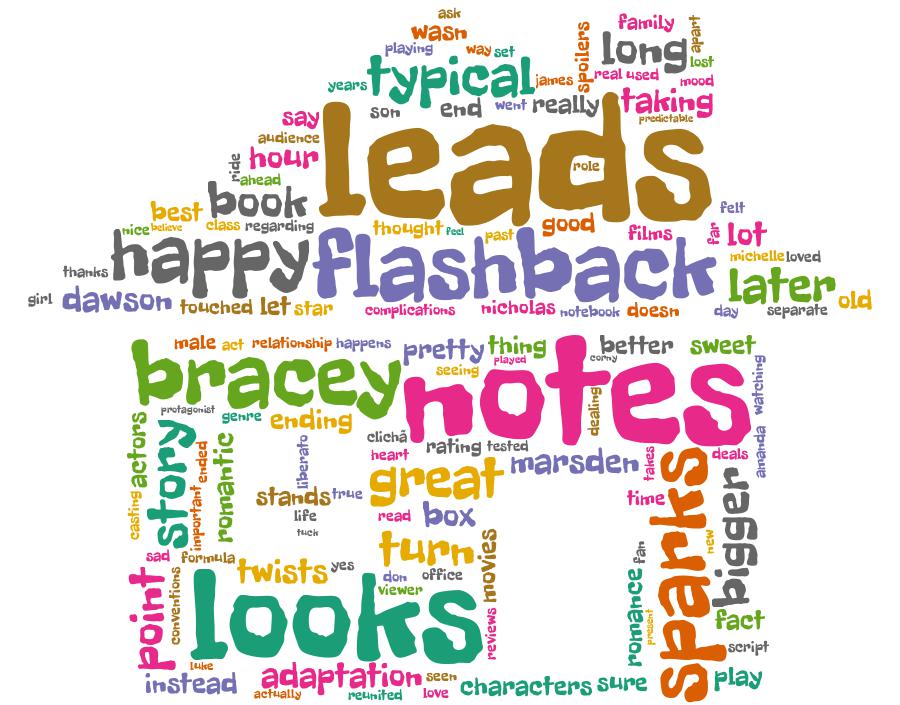 ask
wasn
playing way set
spoilers
family
long
apart
lost
years typical james real used mood
son end went really taking
predictable
say
audience
leads
role
ride hour
ahead
book
best class regarding
nice believe
thought feel past good films far lot felt
happy flashback
michelle loved
thanks
later
girl dawson touched let star complications nicholas notebook doesn day separate old
male act relationship happens pretty thing better sweet
played corny
bracey
seeing
notes
watching
protagonist
genre ending
dealing
actors
story
clichã
rating tested
heart
liberato
romantic
ended
important
casting
great marsden
takes
deals
amanda
stands true
time
sparks
bigger
life
read box
tuck
turn
movies
new
sad formula
twists yes
don office
viewer
fan
romance
present
point
conventions
looks
reviews
fact
script
luke
instead adaptation seen
characters sure play
actually reunited love